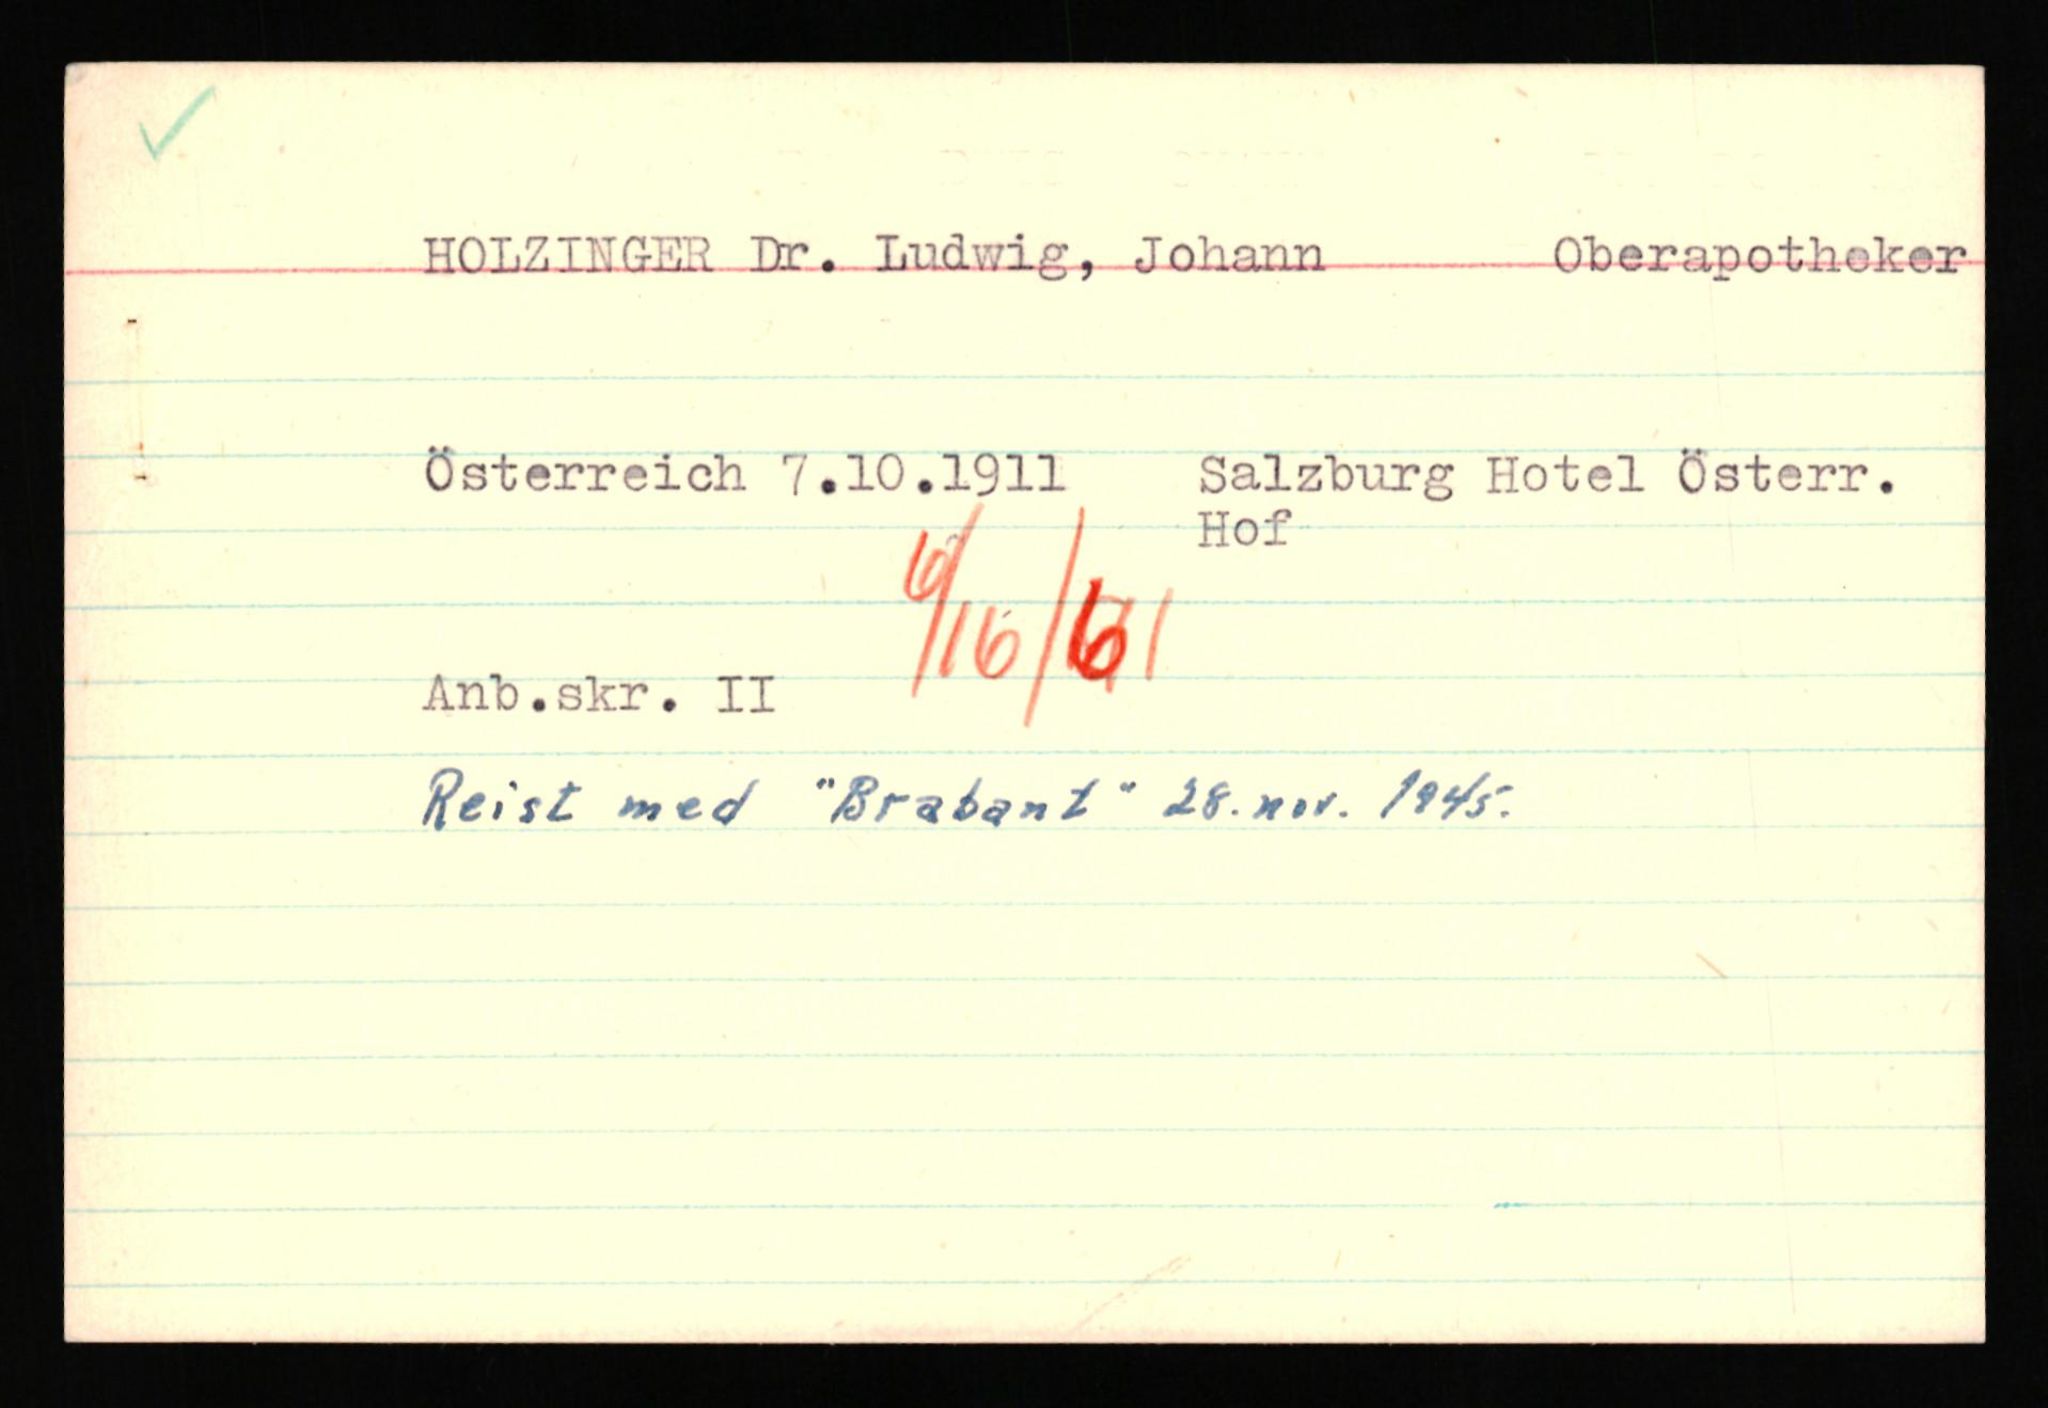 HOLZINGER Dr. Ludwig, Johann Oberapotheker
Österreich 7.10.1911 Salzburg Hotel Österr.
Hof
Anb.skr. II
Reist med "Brabant" 28. nov. 1945.